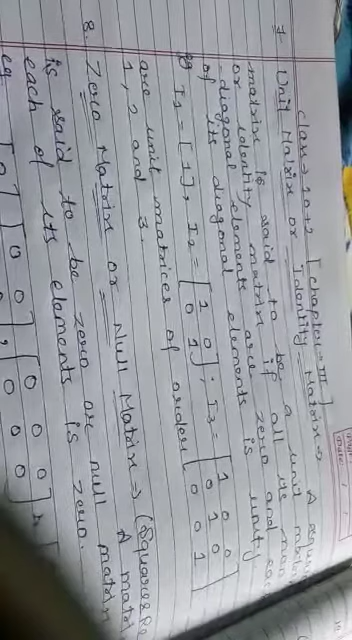 Class → 10+2 [Chapter → III]
7. Unit Matrix or Identity Matrix → A square
matrix is said to be a unit matrix
or identity matrix if all its non
-diagonal elements are zero and each
of its diagonal elements is unity.
eg I₁ = [1], I₂ = [1 0
0 1], I₃ = [1 0 0
0 1 0
0 0 1]
are unit matrices of order
1, 2 and 3.
8. Zero Matrix or Null Matrix → (Square & Re
A matri
is said to be zero or null matrix
each of its elements is zero.
eg [0], [0 0
[0 0 0
0 0 0